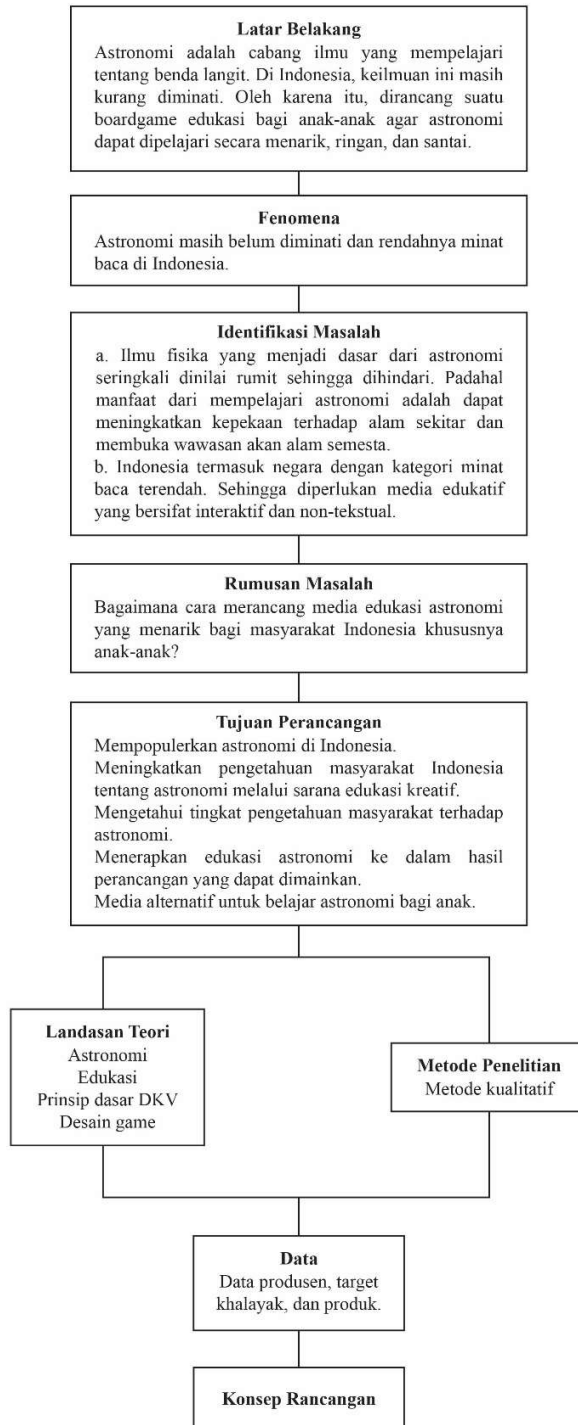 Latar Belakang
Astronomi adalah cabang ilmu yang mempelajari
tentang benda langit. Di Indonesia, keilmuan ini masih
kurang diminati. Oleh karena itu, dirancang suatu
boardgame edukasi bagi anak-anak agar astronomi
dapat dipelajari secara menarik, ringan, dan santai.
Fenomena
Astronomi masih belum diminati dan rendahnya minat
baca di Indonesia.
Identifikasi Masalah
a. Ilmu fisika yang menjadi dasar dari astronomi
seringkali dinilai rumit sehingga dihindari. Padahal
manfaat dari mempelajari astronomi adalah dapat
meningkatkan kepekaan terhadap alam sekitar dan
membuka wawasan akan alam semesta.
b. Indonesia termasuk negara dengan kategori minat
baca terendah. Sehingga diperlukan media edukatif
yang bersifat interaktif dan non-tekstual.
Rumusan Masalah
Bagaimana cara merancang media edukasi astronomi
yang menarik bagi masyarakat Indonesia khususnya
anak-anak?
Tujuan Perancangan
Mempopulerkan astronomi di Indonesia.
Meningkatkan pengetahuan masyarakat Indonesia
tentang astronomi melalui sarana edukasi kreatif.
Mengetahui tingkat pengetahuan masyarakat terhadap
astronomi.
Menerapkan edukasi astronomi ke dalam hasil
perancangan yang dapat dimainkan.
Media alternatif untuk belajar astronomi bagi anak.
Landasan Teori
Astronomi
Edukasi
Prinsip dasar DKV
Desain game
Metode Penelitian
Metode kualitatif
Data
Data produsen, target
khalayak, dan produk.
Konsep Rancangan